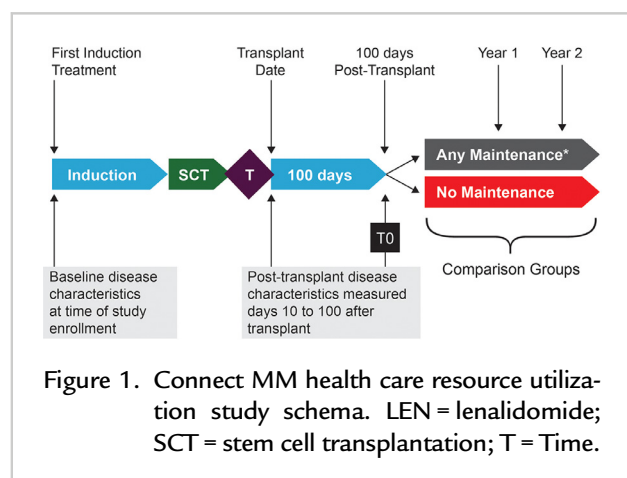 First Induction
Treatment
Transplant
Date
100 days
Post-Transplant
Year 1
Year 2
Induction
SCT
T
100 days
Any Maintenance*
No Maintenance
T0
Baseline disease
characteristics
at time of study
enrollment
Post-transplant disease
characteristics measured
days 10 to 100 after
transplant
Comparison Groups
Figure 1. Connect MM health care resource utiliza-
tion study schema. LEN = lenalidomide;
SCT = stem cell transplantation; T = Time.